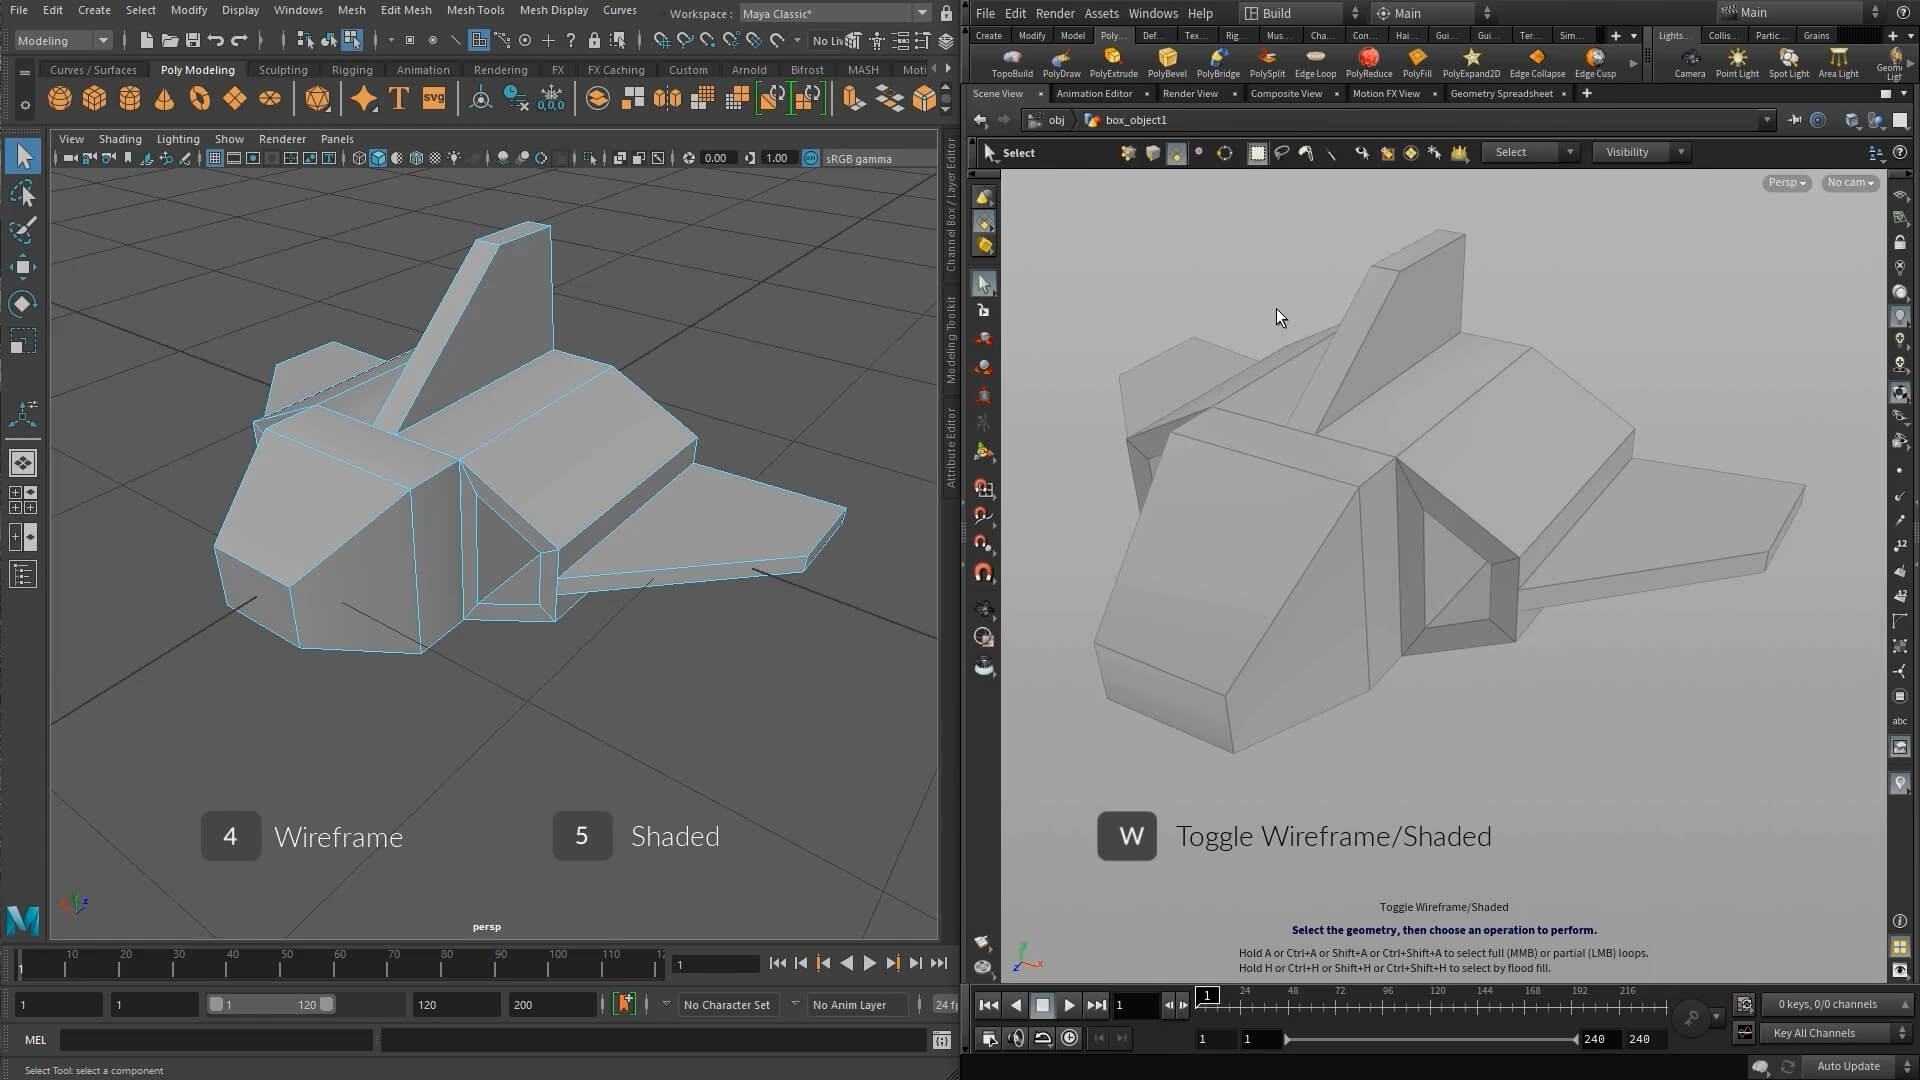 File Edit Create Select Modify Display Windows Mesh Edit Mesh Mesh Tools Mesh Display Curves Workspace : Maya Classic*
Modeling No Liv
Curves / Surfaces Poly Modeling Sculpting Rigging Animation Rendering FX FX Caching Custom Arnold Bifrost MASH Moti
T svg 0,0,0
View Shading Lighting Show Renderer Panels
0.00 1.00 sRGB gamma
Channel Box / Layer Editor
Modeling Toolkit
Attribute Editor
4 Wireframe 5 Shaded
persp
10 20 30 40 50 60 70 80 90 100 110 12
1 1
1 1 1 120 120 200 No Character Set No Anim Layer 24 f
MEL
Select Tool: select a component
File Edit Render Assets Windows Help Build Main Main
Create Modify Model Poly... Def... Tex... Rig... Mus... Cha... Con... Hai... Gui... Gui... Ter... Sim... Lights... Collis... Partic... Grains
TopoBuild PolyDraw PolyExtrude PolyBevel PolyBridge PolySplit Edge Loop PolyReduce PolyFill PolyExpand2D Edge Collapse Edge Cusp Camera Point Light Spot Light Area Light Geom Ligh
Scene View Animation Editor Render View Composite View Motion FX View Geometry Spreadsheet
obj box_object1
Select Select Visibility
Persp No cam
12
12
abc
W Toggle Wireframe/Shaded
Toggle Wireframe/Shaded
Select the geometry, then choose an operation to perform.
Hold A or Ctrl+A or Shift+A or Ctrl+Shift+A to select full (MMB) or partial (LMB) loops.
Hold H or Ctrl+H or Shift+H or Ctrl+Shift+H to select by flood fill.
1 1 24 48 72 96 120 144 168 192 216 0 keys, 0/0 channels
1 1 240 240 Key All Channels
Auto Update